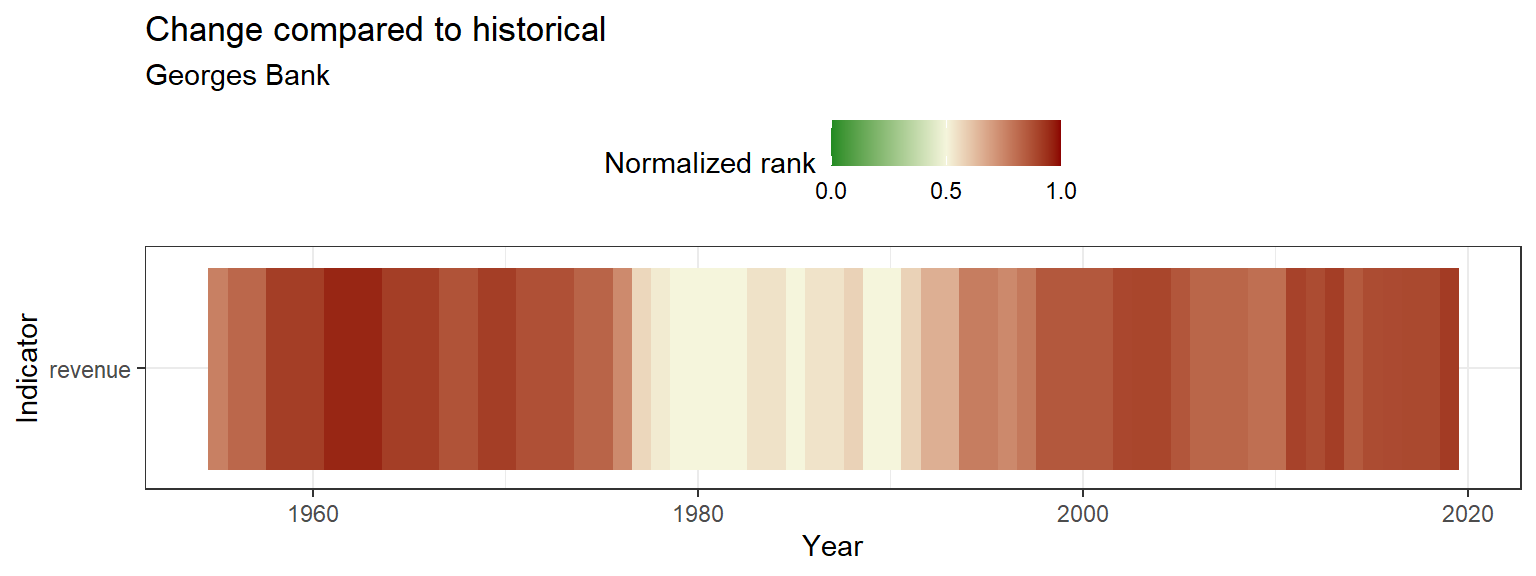 Change compared to historical
Georges Bank
Normalized rank
0.0 0.5 1.0
Indicator
revenue
1960 1980 2000 2020
Year